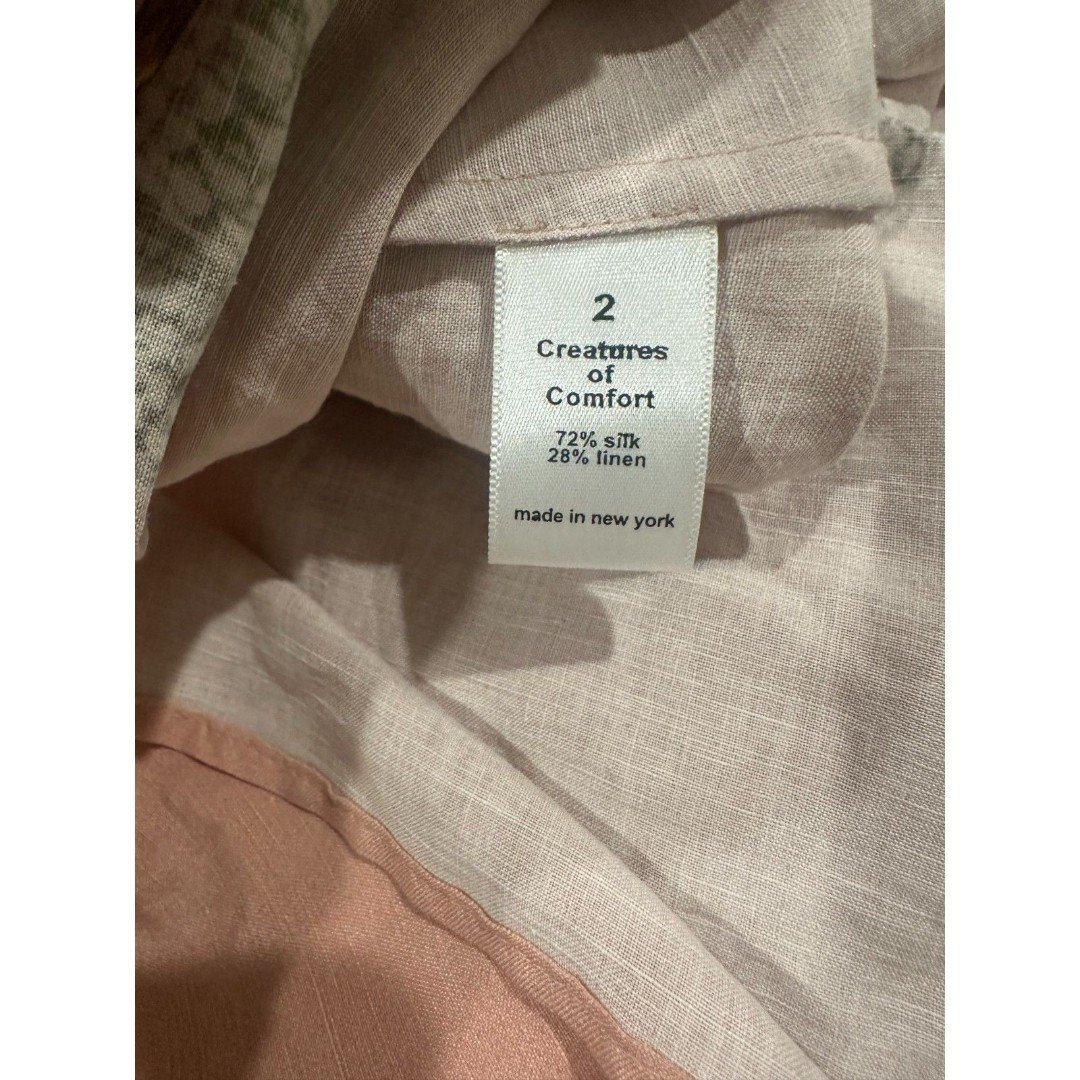 2
Creatures
of
Comfort
72% silk
28% linen
made in new york